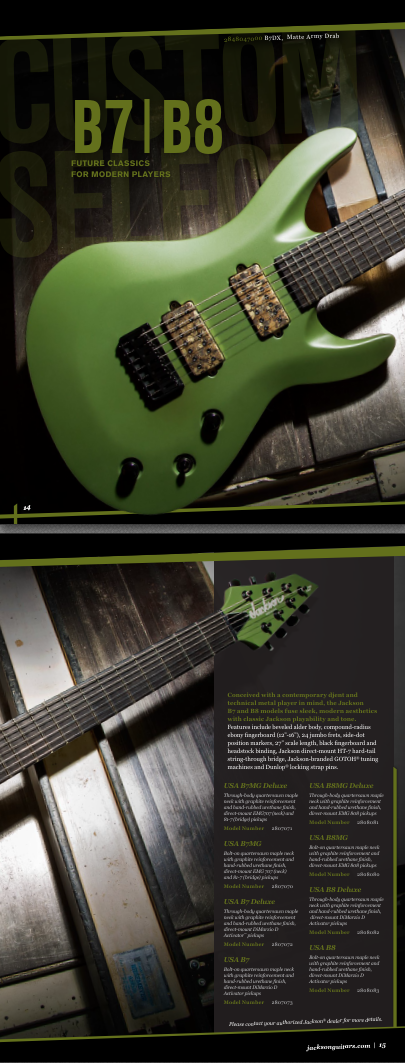 3848047000 B7DX, Matte Army Drab
CUSTOM
SELECT
B7|B8
FUTURE CLASSICS
FOR MODERN PLAYERS
14
Jackson
Conceived with a contemporary djent and
technical metal player in mind, the Jackson
B7 and B8 models fuse sleek, modern aesthetics
with classic Jackson playability and tone.
Features include beveled alder body, compound-radius
ebony fingerboard (12"-16"), 24 jumbo frets, side-dot
position markers, 27" scale length, black fingerboard and
headstock binding, Jackson direct-mount HT-7 hard-tail
string-through bridge, Jackson-branded GOTOH® tuning
machines and Dunlop® locking strap pins.
USA B7MG Deluxe
Through-body quartersawn maple
neck with graphite reinforcement
and hand-rubbed urethane finish,
direct-mount EMG 707 (neck) and
81-7 (bridge) pickups
Model Number 2807071
USA B7MG
Bolt-on quartersawn maple neck
with graphite reinforcement and
hand-rubbed urethane finish,
direct-mount EMG 707 (neck)
and 81-7 (bridge) pickups
Model Number 2807070
USA B7 Deluxe
Through-body quartersawn maple
neck with graphite reinforcement
and hand-rubbed urethane finish,
direct-mount DiMarzio D
Activator™ pickups
Model Number 2807072
USA B7
Bolt-on quartersawn maple neck
with graphite reinforcement and
hand-rubbed urethane finish,
direct-mount DiMarzio D
Activator pickups
Model Number 2807073
USA B8MG Deluxe
Through-body quartersawn maple
neck with graphite reinforcement
and hand-rubbed urethane finish,
direct-mount EMG 808 pickups
Model Number 2808081
USA B8MG
Bolt-on quartersawn maple neck
with graphite reinforcement and
hand-rubbed urethane finish,
direct-mount EMG 808 pickups
Model Number 2808080
USA B8 Deluxe
Through-body quartersawn maple
neck with graphite reinforcement
and hand-rubbed urethane finish,
direct-mount DiMarzio D
Activator pickups
Model Number 2808082
USA B8
Bolt-on quartersawn maple neck
with graphite reinforcement and
hand-rubbed urethane finish,
direct-mount DiMarzio D
Activator pickups
Model Number 2808083
Please contact your authorized Jackson® dealer for more details.
jacksonguitars.com | 15